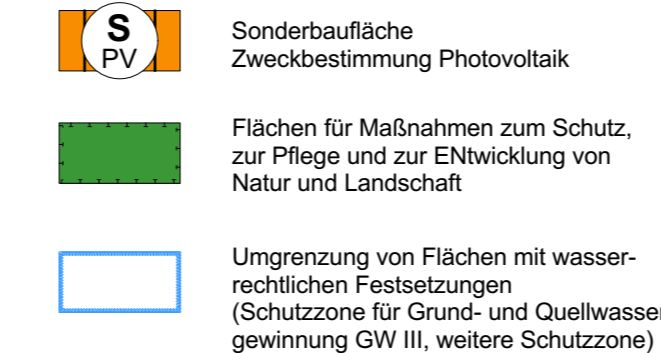 S
PV
Sonderbaufläche
Zweckbestimmung Photovoltaik
Flächen für Maßnahmen zum Schutz,
zur Pflege und zur ENtwicklung von
Natur und Landschaft
Umgrenzung von Flächen mit wasser-
rechtlichen Festsetzungen
(Schutzzone für Grund- und Quellwasser
gewinnung GW III, weitere Schutzzone)